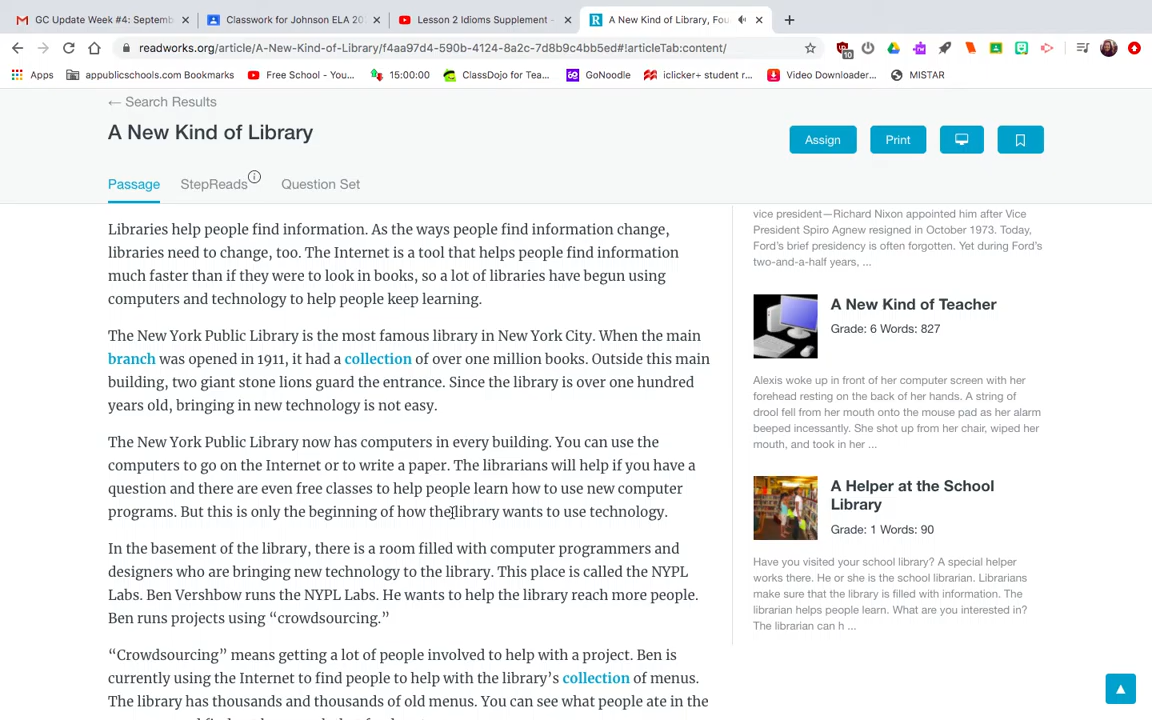 GC Update Week #4: Septemb
Classwork for Johnson ELA 20
Lesson 2 Idioms Supplement -
A New Kind of Library, Fou
readworks.org/article/A-New-Kind-of-Library/f4aa97d4-590b-4124-8a2c-7d8b9c4bb5ed#!articleTab:content/
10
Apps
appublicschools.com Bookmarks
Free School - You...
15:00:00
ClassDojo for Tea...
GoNoodle
iclicker+ student r...
Video Downloader...
MISTAR
← Search Results
A New Kind of Library
Assign
Print
Passage
StepReads
i
Question Set
Libraries help people find information. As the ways people find information change,
libraries need to change, too. The Internet is a tool that helps people find information
much faster than if they were to look in books, so a lot of libraries have begun using
computers and technology to help people keep learning.
The New York Public Library is the most famous library in New York City. When the main
branch was opened in 1911, it had a collection of over one million books. Outside this main
building, two giant stone lions guard the entrance. Since the library is over one hundred
years old, bringing in new technology is not easy.
The New York Public Library now has computers in every building. You can use the
computers to go on the Internet or to write a paper. The librarians will help if you have a
question and there are even free classes to help people learn how to use new computer
programs. But this is only the beginning of how the library wants to use technology.
In the basement of the library, there is a room filled with computer programmers and
designers who are bringing new technology to the library. This place is called the NYPL
Labs. Ben Vershbow runs the NYPL Labs. He wants to help the library reach more people.
Ben runs projects using “crowdsourcing.”
“Crowdsourcing” means getting a lot of people involved to help with a project. Ben is
currently using the Internet to find people to help with the library’s collection of menus.
The library has thousands and thousands of old menus. You can see what people ate in the
vice president—Richard Nixon appointed him after Vice
President Spiro Agnew resigned in October 1973. Today,
Ford’s brief presidency is often forgotten. Yet during Ford’s
two-and-a-half years, ...
A New Kind of Teacher
Grade: 6 Words: 827
Alexis woke up in front of her computer screen with her
forehead resting on the back of her hands. A string of
drool fell from her mouth onto the mouse pad as her alarm
beeped incessantly. She shot up from her chair, wiped her
mouth, and took in her ...
A Helper at the School
Library
Grade: 1 Words: 90
Have you visited your school library? A special helper
works there. He or she is the school librarian. Librarians
make sure that the library is filled with information. The
librarian helps people learn. What are you interested in?
The librarian can h ...